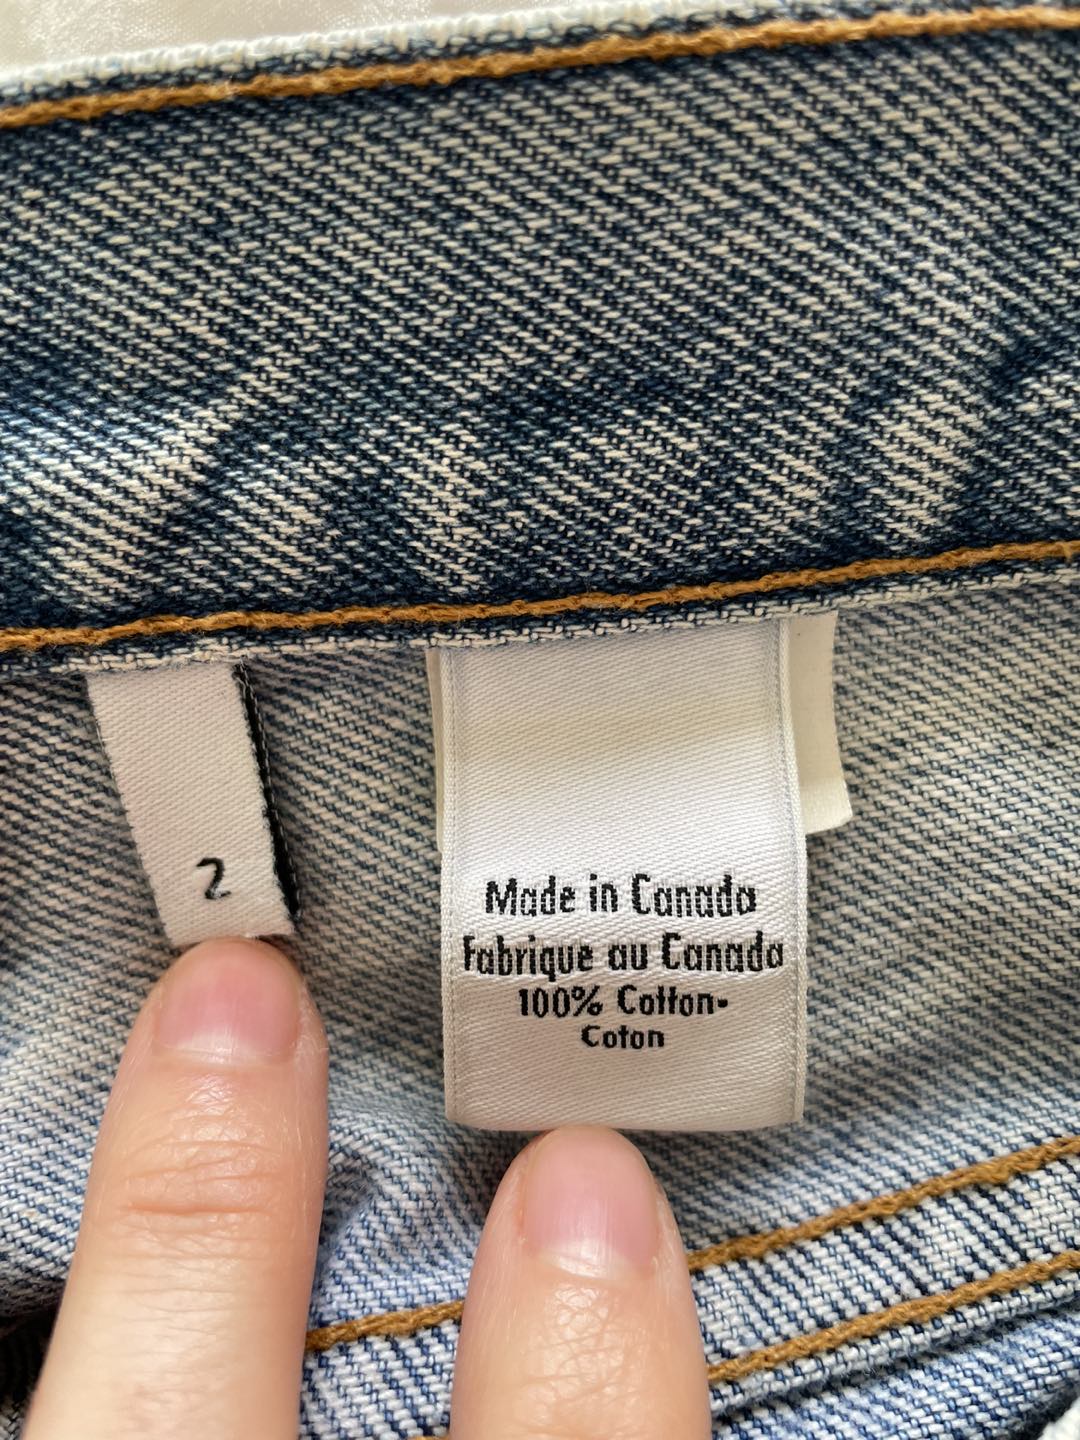 2
Made in Canada
Fabrique au Canada
100% Cotton-
Coton